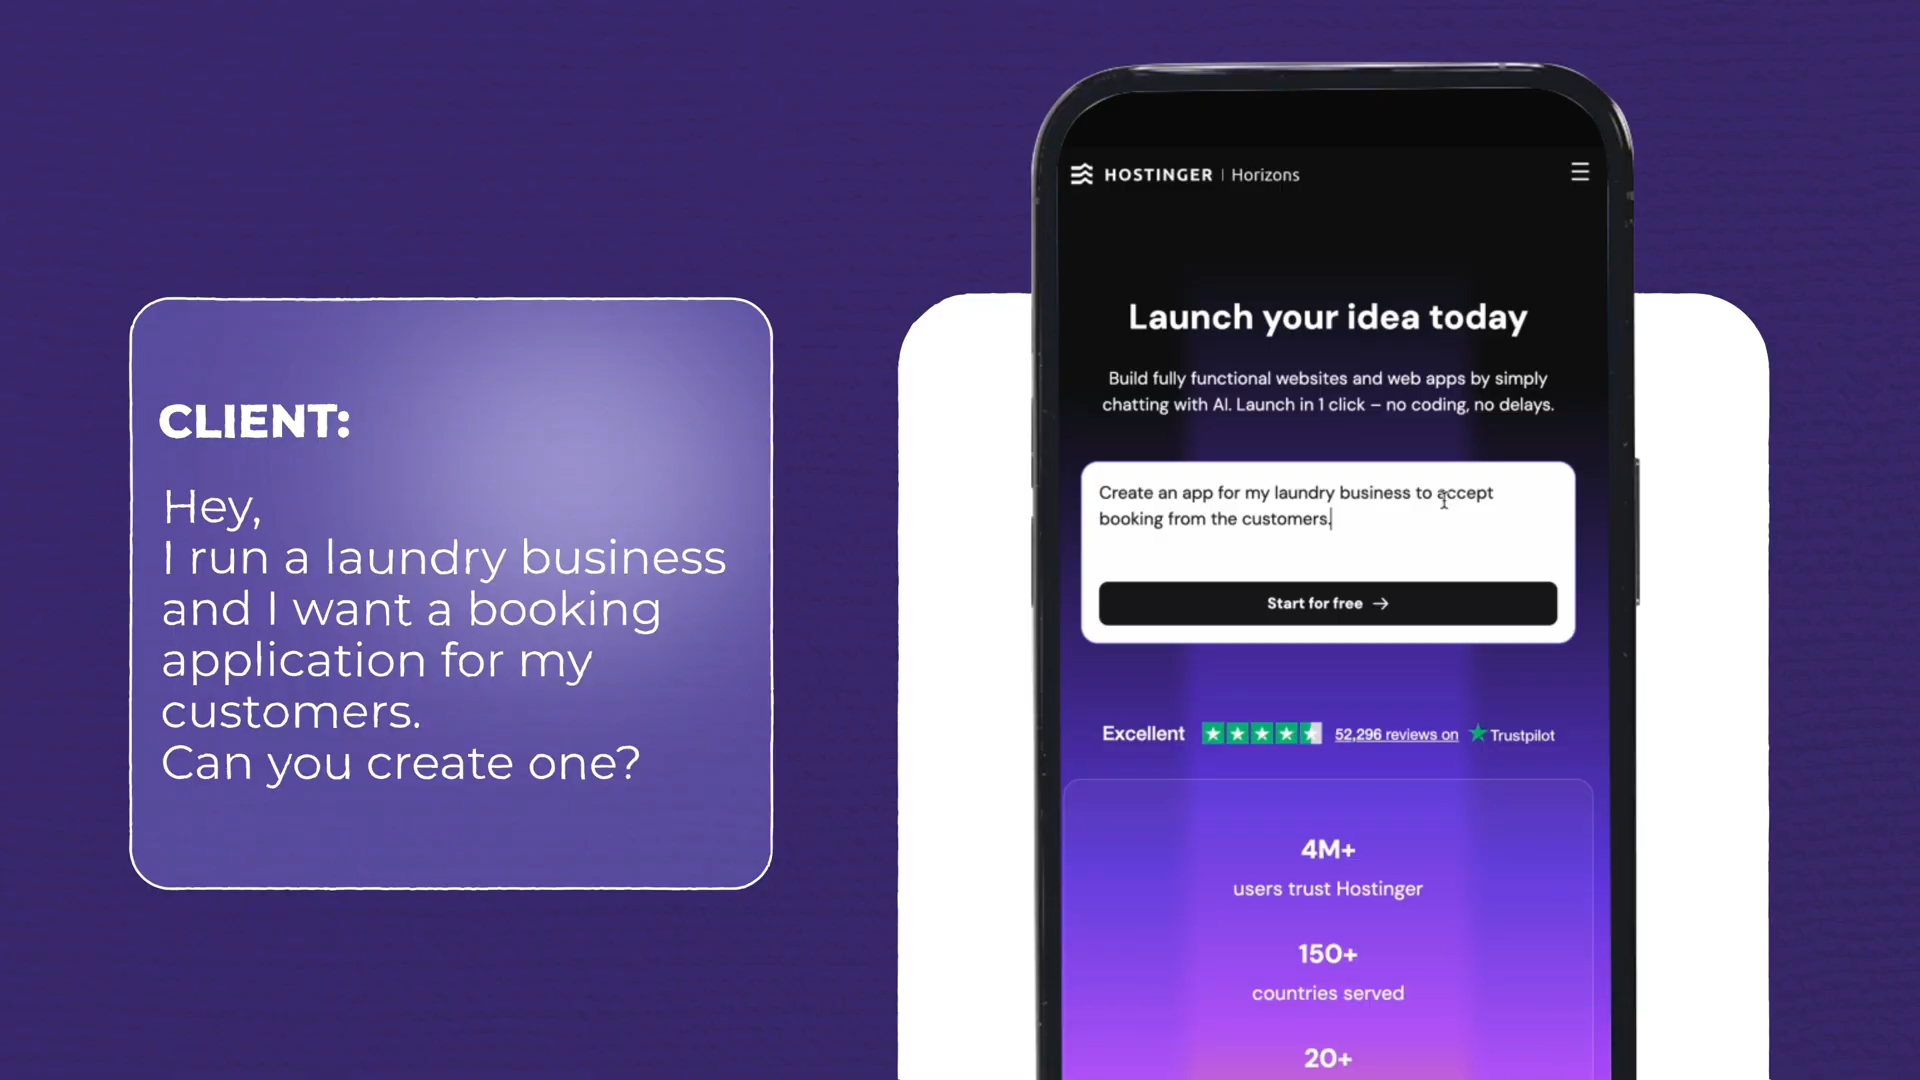 CLIENT:
Hey,
I run a laundry business
and I want a booking
application for my
customers.
Can you create one?
HOSTINGER | Horizons
Launch your idea today
Build fully functional websites and web apps by simply
chatting with AI. Launch in 1 click – no coding, no delays.
Create an app for my laundry business to accept
booking from the customers.
Start for free →
Excellent 52,296 reviews on Trustpilot
4M+
users trust Hostinger
150+
countries served
20+